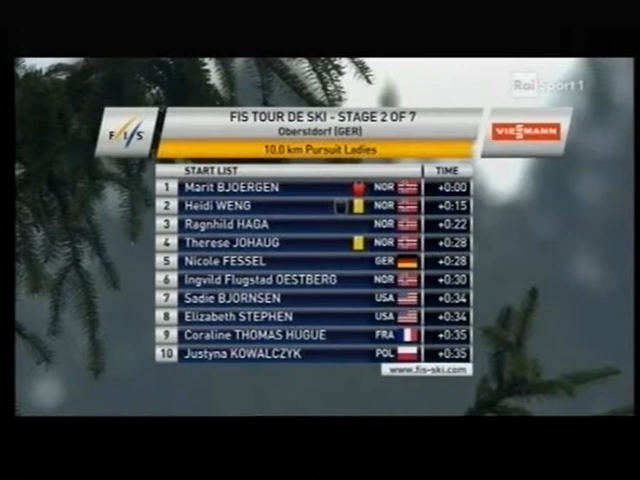 Rai Sport 1
FIS
FIS TOUR DE SKI - STAGE 2 OF 7
Oberstdorf (GER)
10.0 km Pursuit Ladies
VIESMANN
START LIST TIME
1 Marit BJOERGEN NOR +0:00
2 Heidi WENG NOR +0:15
3 Ragnhild HAGA NOR +0:22
4 Therese JOHAUG NOR +0:28
5 Nicole FESSEL GER +0:28
6 Ingvild Flugstad OESTBERG NOR +0:30
7 Sadie BJORNSEN USA +0:34
8 Elizabeth STEPHEN USA +0:34
9 Coraline THOMAS HUGUE FRA +0:35
10 Justyna KOWALCZYK POL +0:35
www.fis-ski.com